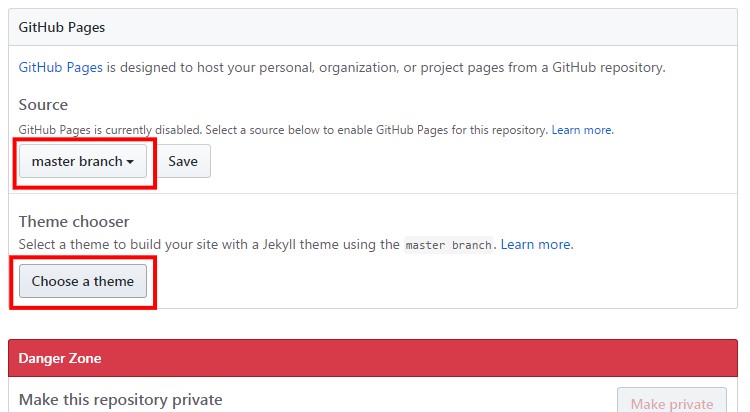 GitHub Pages
GitHub Pages is designed to host your personal, organization, or project pages from a GitHub repository.
Source
GitHub Pages is currently disabled. Select a source below to enable GitHub Pages for this repository. Learn more.
master branch Save
Theme chooser
Select a theme to build your site with a Jekyll theme using the master branch. Learn more.
Choose a theme
Danger Zone
Make this repository private
Make private